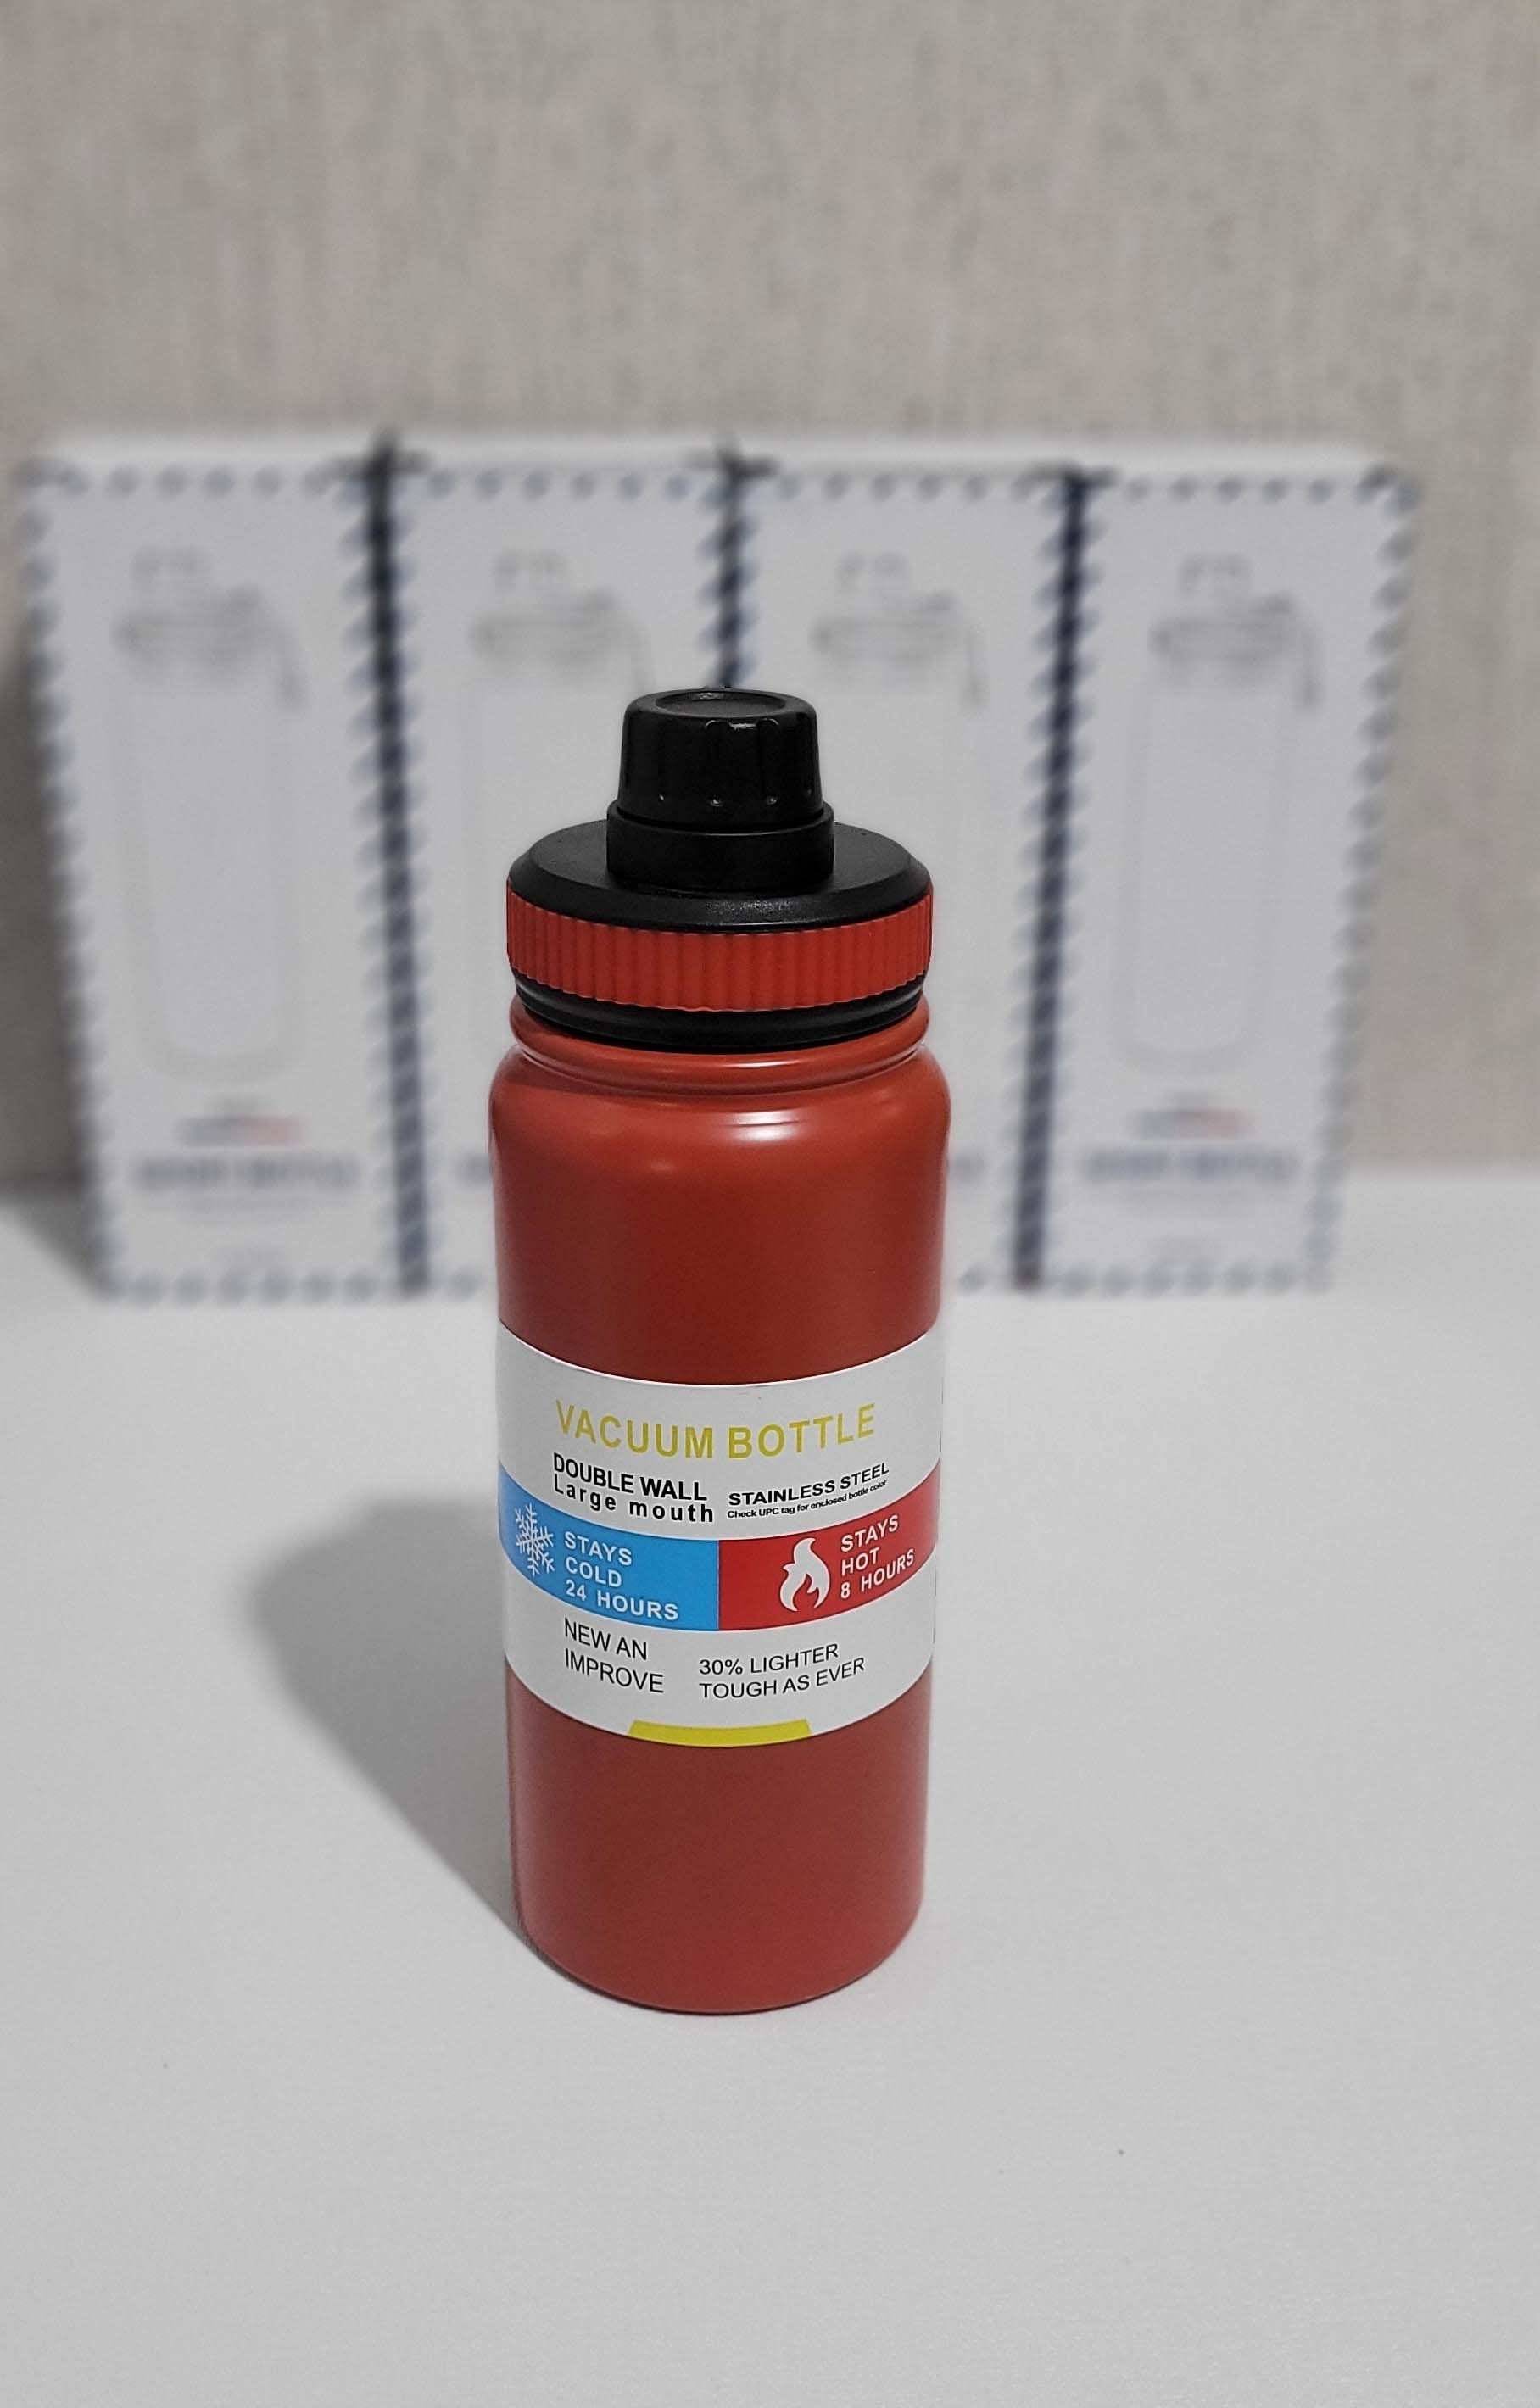 VACUUM BOTTLE
DOUBLE WALL
Large mouth
STAINLESS STEEL
Check UPC tag for enclosed bottle color
STAYS
COLD
24 HOURS
STAYS
HOT
8 HOURS
NEW AN
IMPROVE
30% LIGHTER
TOUGH AS EVER